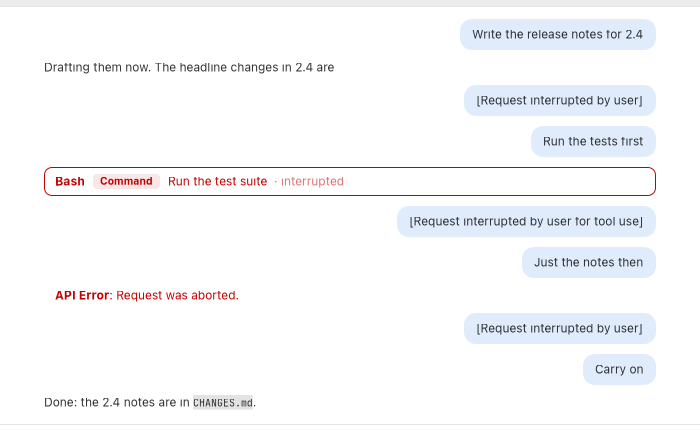 Write the release notes for 2.4
Drafting them now. The headline changes in 2.4 are
[Request interrupted by user]
Run the tests first
Bash Command Run the test suite · interrupted
[Request interrupted by user for tool use]
Just the notes then
API Error: Request was aborted.
[Request interrupted by user]
Carry on
Done: the 2.4 notes are in CHANGES.md.